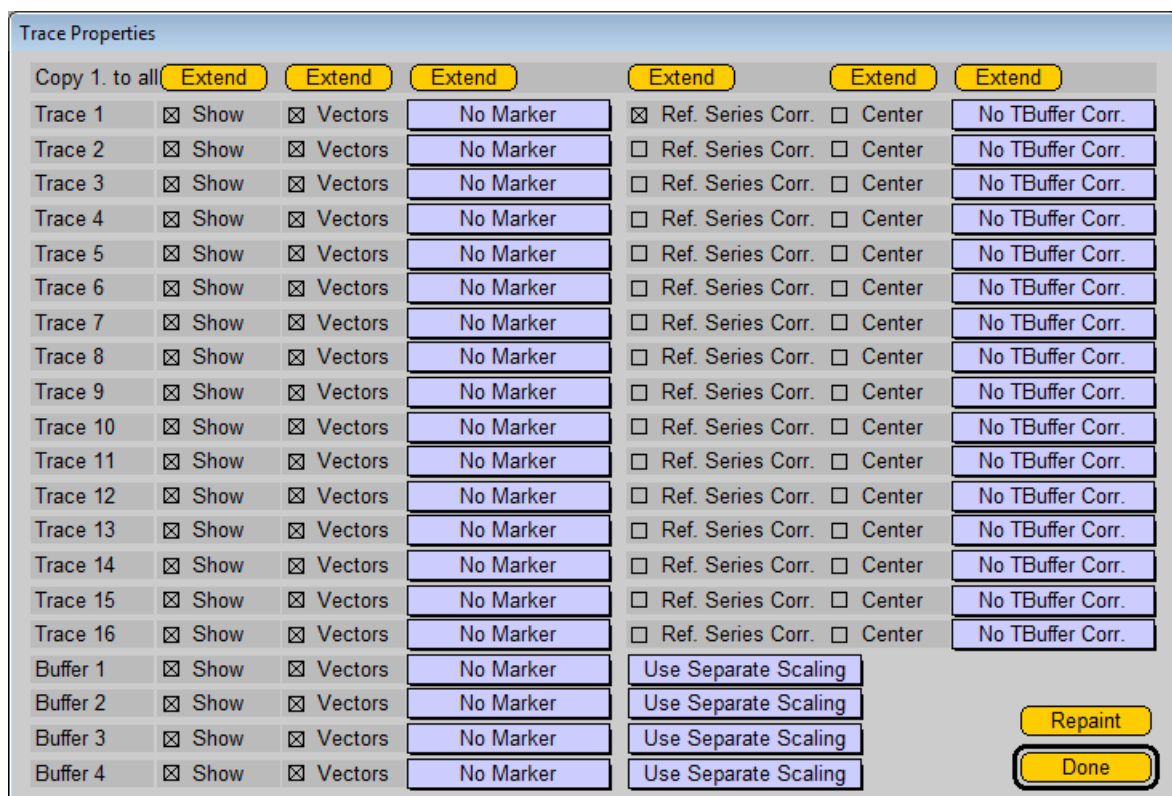 Trace Properties
Copy 1. to all Extend Extend Extend Extend Extend Extend
Trace 1 Show Vectors No Marker Ref. Series Corr. Center No TBuffer Corr.
Trace 2 Show Vectors No Marker Ref. Series Corr. Center No TBuffer Corr.
Trace 3 Show Vectors No Marker Ref. Series Corr. Center No TBuffer Corr.
Trace 4 Show Vectors No Marker Ref. Series Corr. Center No TBuffer Corr.
Trace 5 Show Vectors No Marker Ref. Series Corr. Center No TBuffer Corr.
Trace 6 Show Vectors No Marker Ref. Series Corr. Center No TBuffer Corr.
Trace 7 Show Vectors No Marker Ref. Series Corr. Center No TBuffer Corr.
Trace 8 Show Vectors No Marker Ref. Series Corr. Center No TBuffer Corr.
Trace 9 Show Vectors No Marker Ref. Series Corr. Center No TBuffer Corr.
Trace 10 Show Vectors No Marker Ref. Series Corr. Center No TBuffer Corr.
Trace 11 Show Vectors No Marker Ref. Series Corr. Center No TBuffer Corr.
Trace 12 Show Vectors No Marker Ref. Series Corr. Center No TBuffer Corr.
Trace 13 Show Vectors No Marker Ref. Series Corr. Center No TBuffer Corr.
Trace 14 Show Vectors No Marker Ref. Series Corr. Center No TBuffer Corr.
Trace 15 Show Vectors No Marker Ref. Series Corr. Center No TBuffer Corr.
Trace 16 Show Vectors No Marker Ref. Series Corr. Center No TBuffer Corr.
Buffer 1 Show Vectors No Marker Use Separate Scaling
Buffer 2 Show Vectors No Marker Use Separate Scaling
Repaint
Buffer 3 Show Vectors No Marker Use Separate Scaling
Buffer 4 Show Vectors No Marker Use Separate Scaling
Done